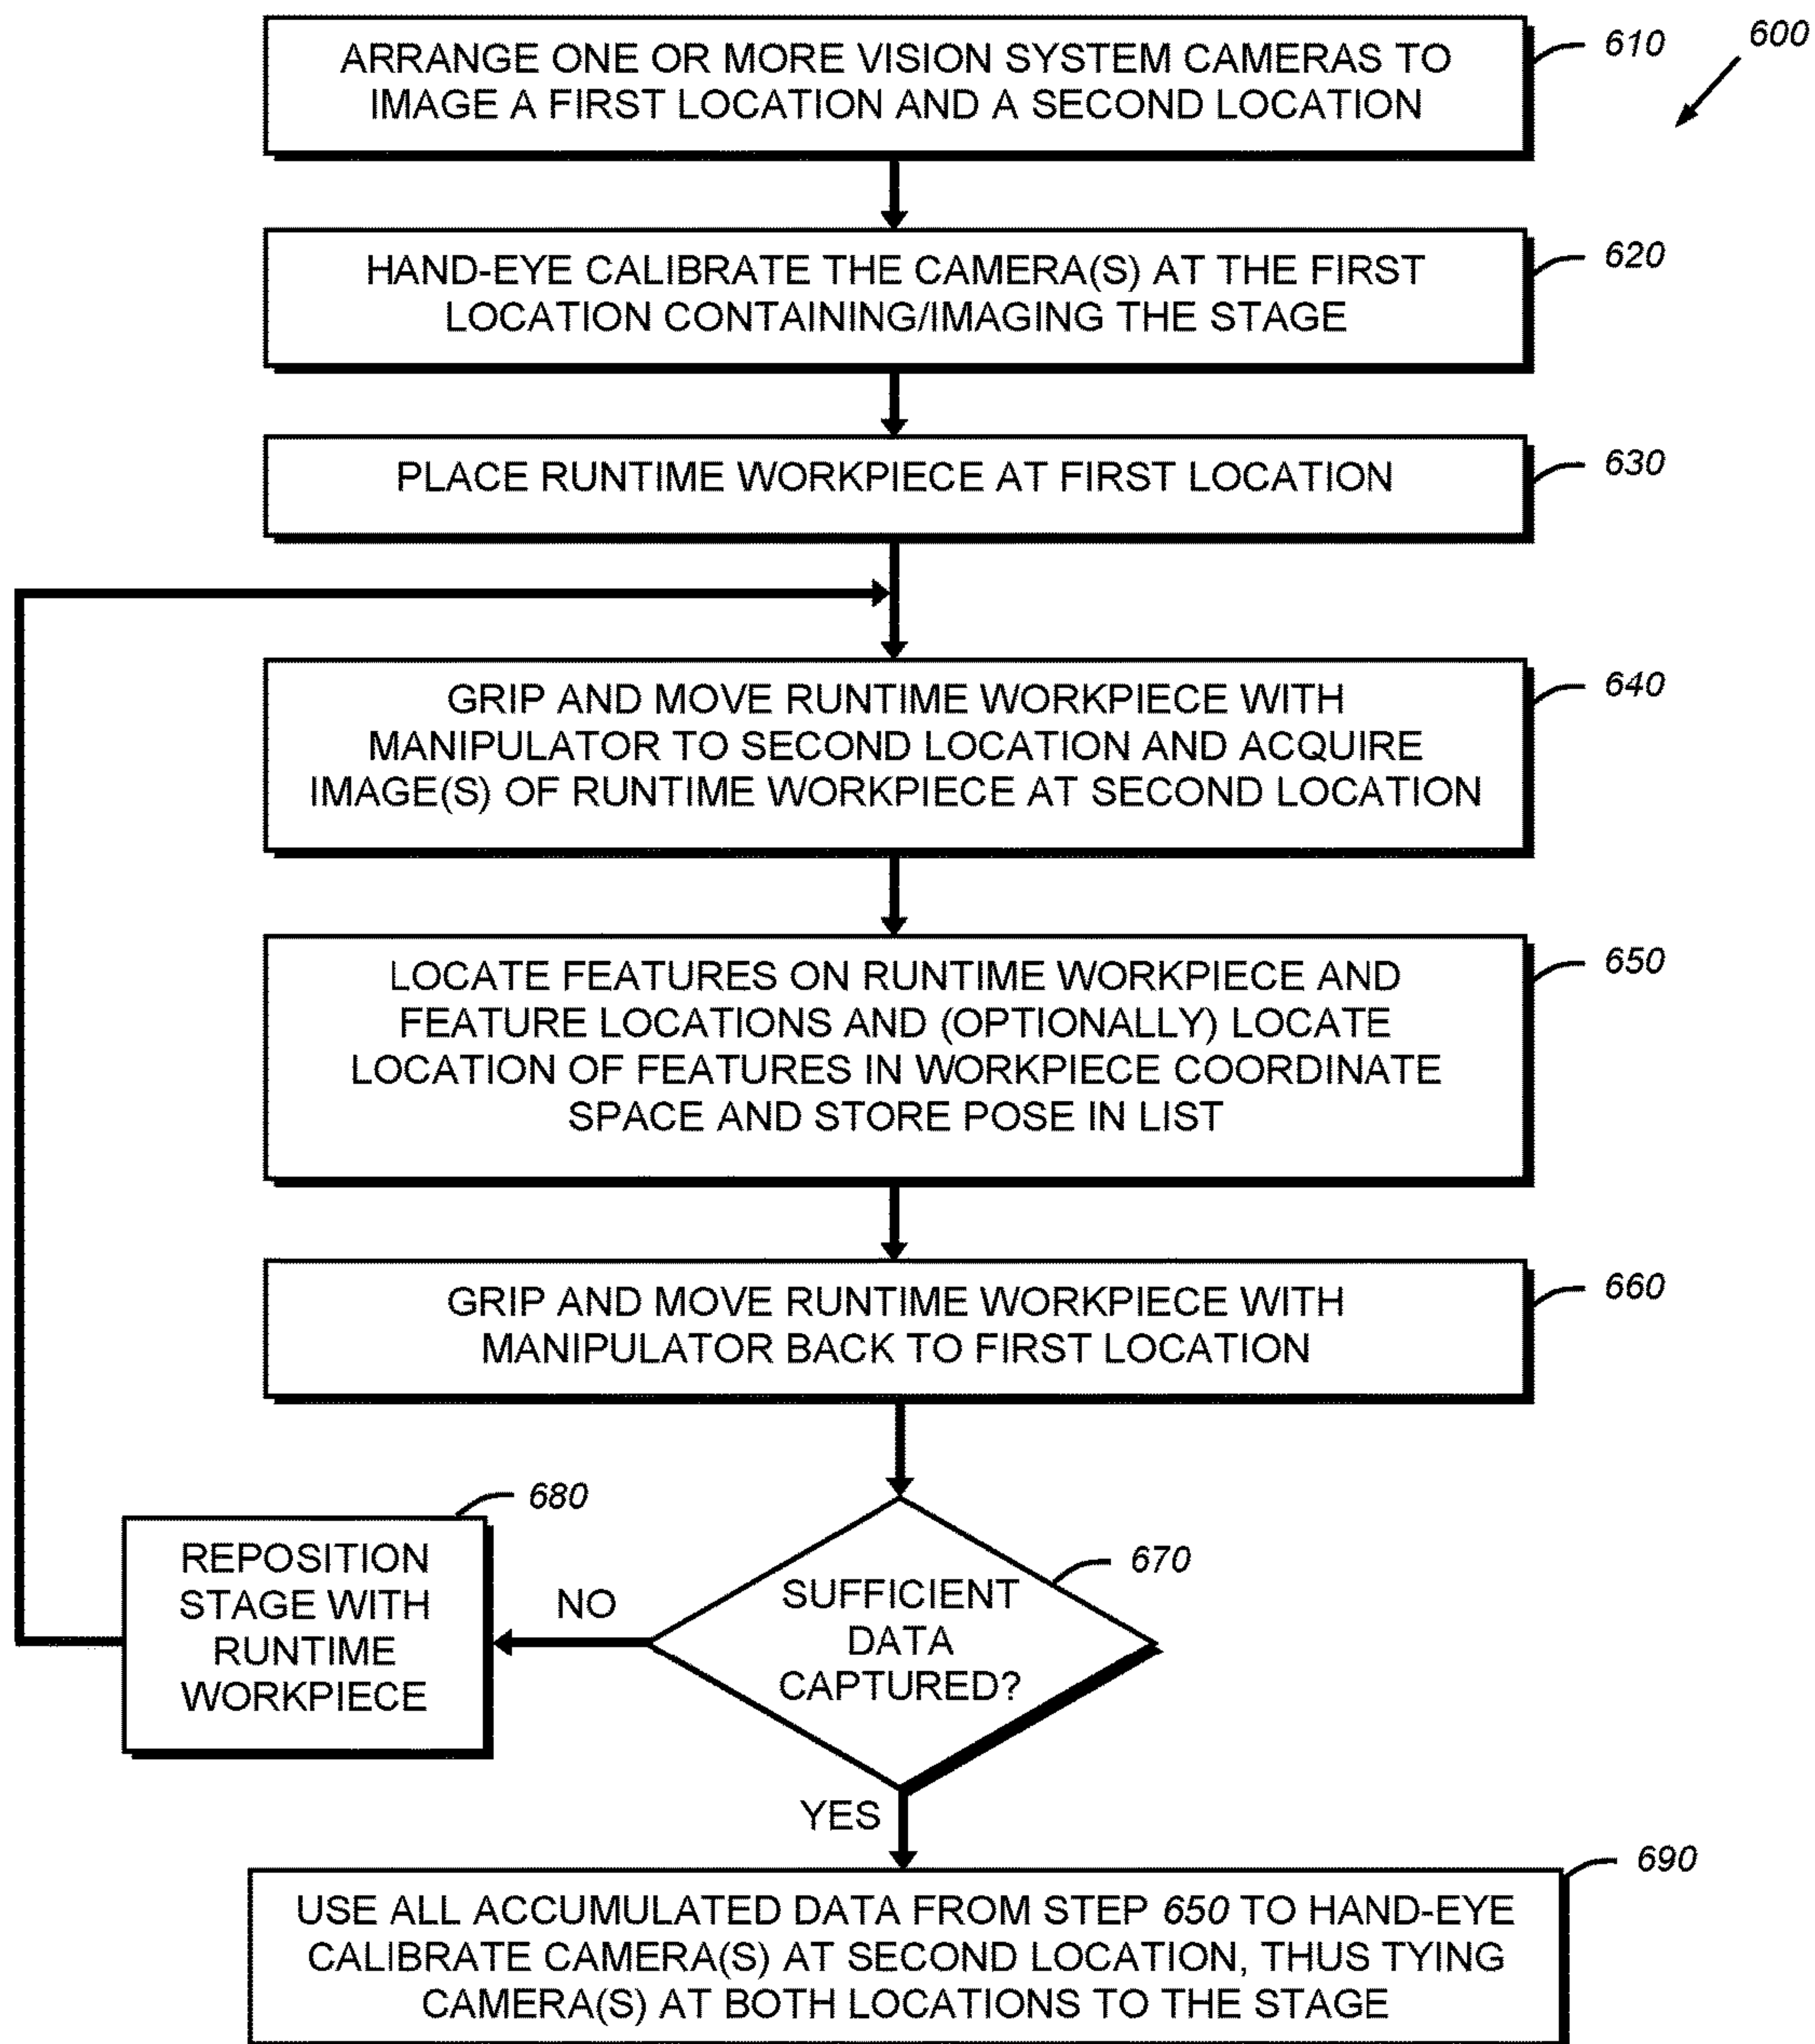 600
ARRANGE ONE OR MORE VISION SYSTEM CAMERAS TO
IMAGE A FIRST LOCATION AND A SECOND LOCATION
610
HAND-EYE CALIBRATE THE CAMERA(S) AT THE FIRST
LOCATION CONTAINING/IMAGING THE STAGE
620
PLACE RUNTIME WORKPIECE AT FIRST LOCATION
630
GRIP AND MOVE RUNTIME WORKPIECE WITH
MANIPULATOR TO SECOND LOCATION AND ACQUIRE
IMAGE(S) OF RUNTIME WORKPIECE AT SECOND LOCATION
640
LOCATE FEATURES ON RUNTIME WORKPIECE AND
FEATURE LOCATIONS AND (OPTIONALLY) LOCATE
LOCATION OF FEATURES IN WORKPIECE COORDINATE
SPACE AND STORE POSE IN LIST
650
GRIP AND MOVE RUNTIME WORKPIECE WITH
MANIPULATOR BACK TO FIRST LOCATION
660
SUFFICIENT
DATA
CAPTURED?
670
NO
REPOSITION
STAGE WITH
RUNTIME
WORKPIECE
680
YES
USE ALL ACCUMULATED DATA FROM STEP 650 TO HAND-EYE
CALIBRATE CAMERA(S) AT SECOND LOCATION, THUS TYING
CAMERA(S) AT BOTH LOCATIONS TO THE STAGE
690